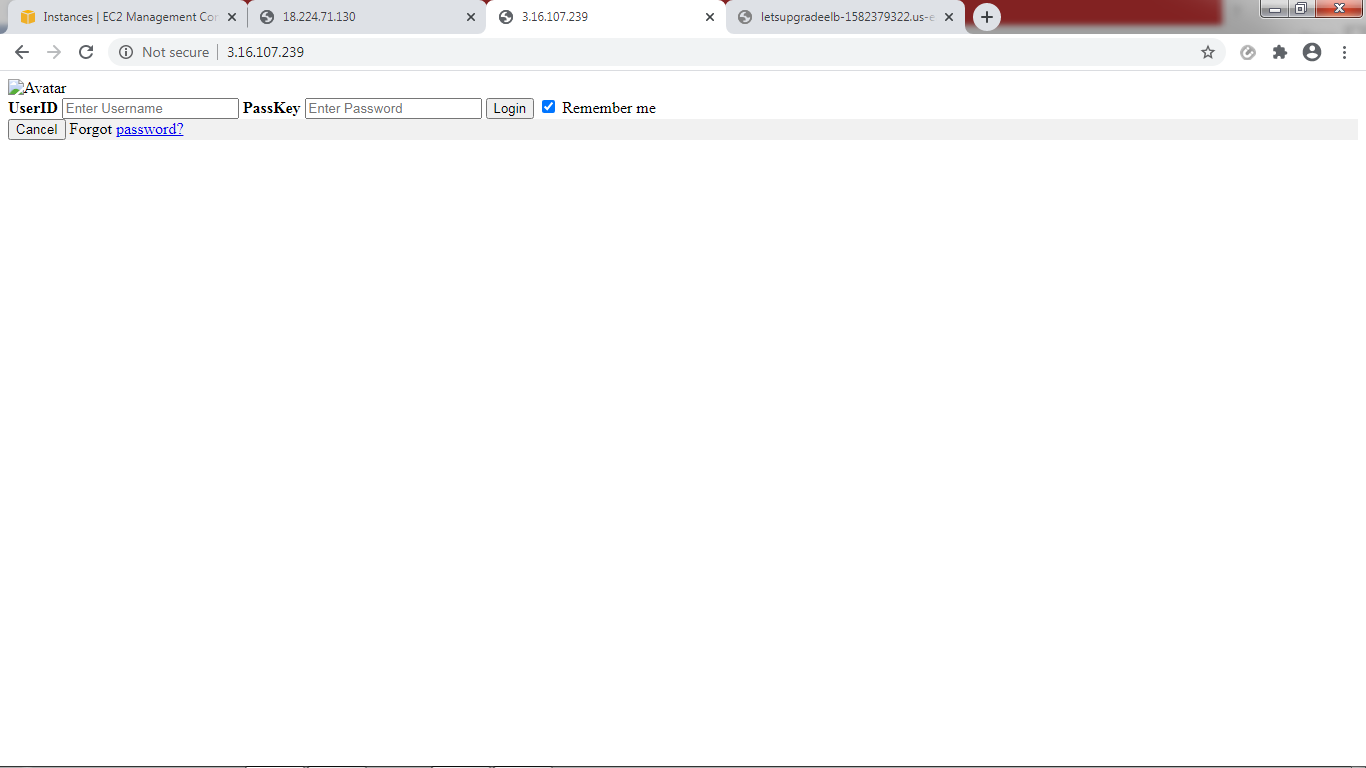 Instances | EC2 Management Con
18.224.71.130
3.16.107.239
letsupgradeelb-1582379322.us-e
Not secure
3.16.107.239
Avatar
UserID Enter Username PassKey Enter Password Login Remember me
Cancel Forgot password?